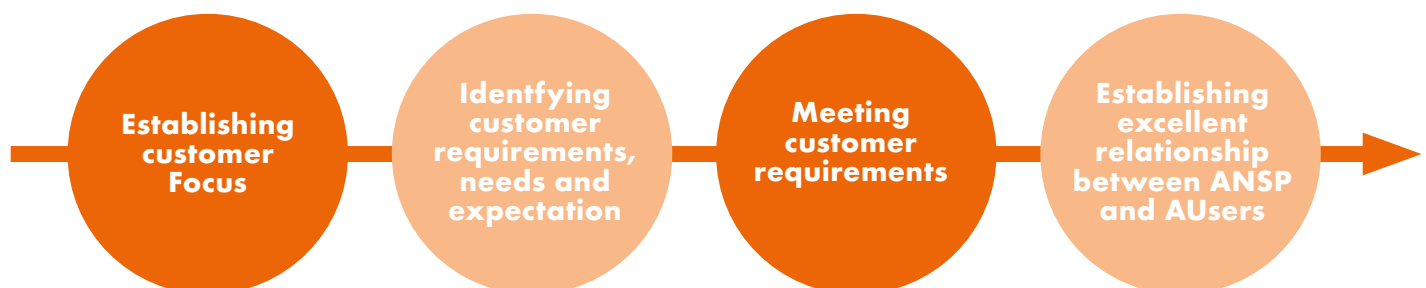 Establishing
customer
Focus
Identfying
customer
requirements,
needs and
expectation
Meeting
customer
requirements
Establishing
excellent
relationship
between ANSP
and AUsers